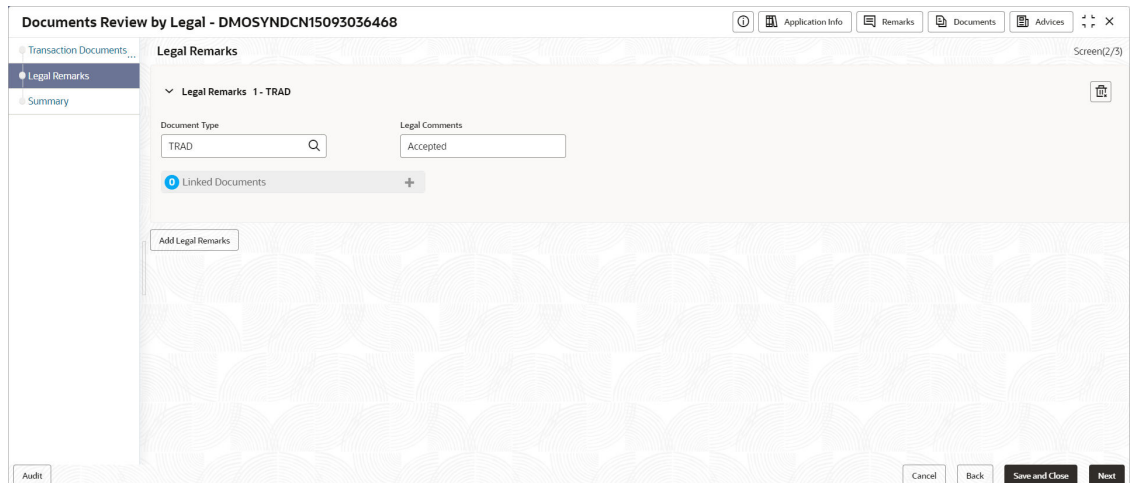 Documents Review by Legal - DMOSYNDCN15093036468
Application Info
Remarks
Documents
Advices
Transaction Documents...
Legal Remarks
Summary
Legal Remarks
Screen(2/3)
Legal Remarks 1 - TRAD
Document Type
Legal Comments
TRAD
Accepted
0 Linked Documents
Add Legal Remarks
Audit
Cancel
Back
Save and Close
Next